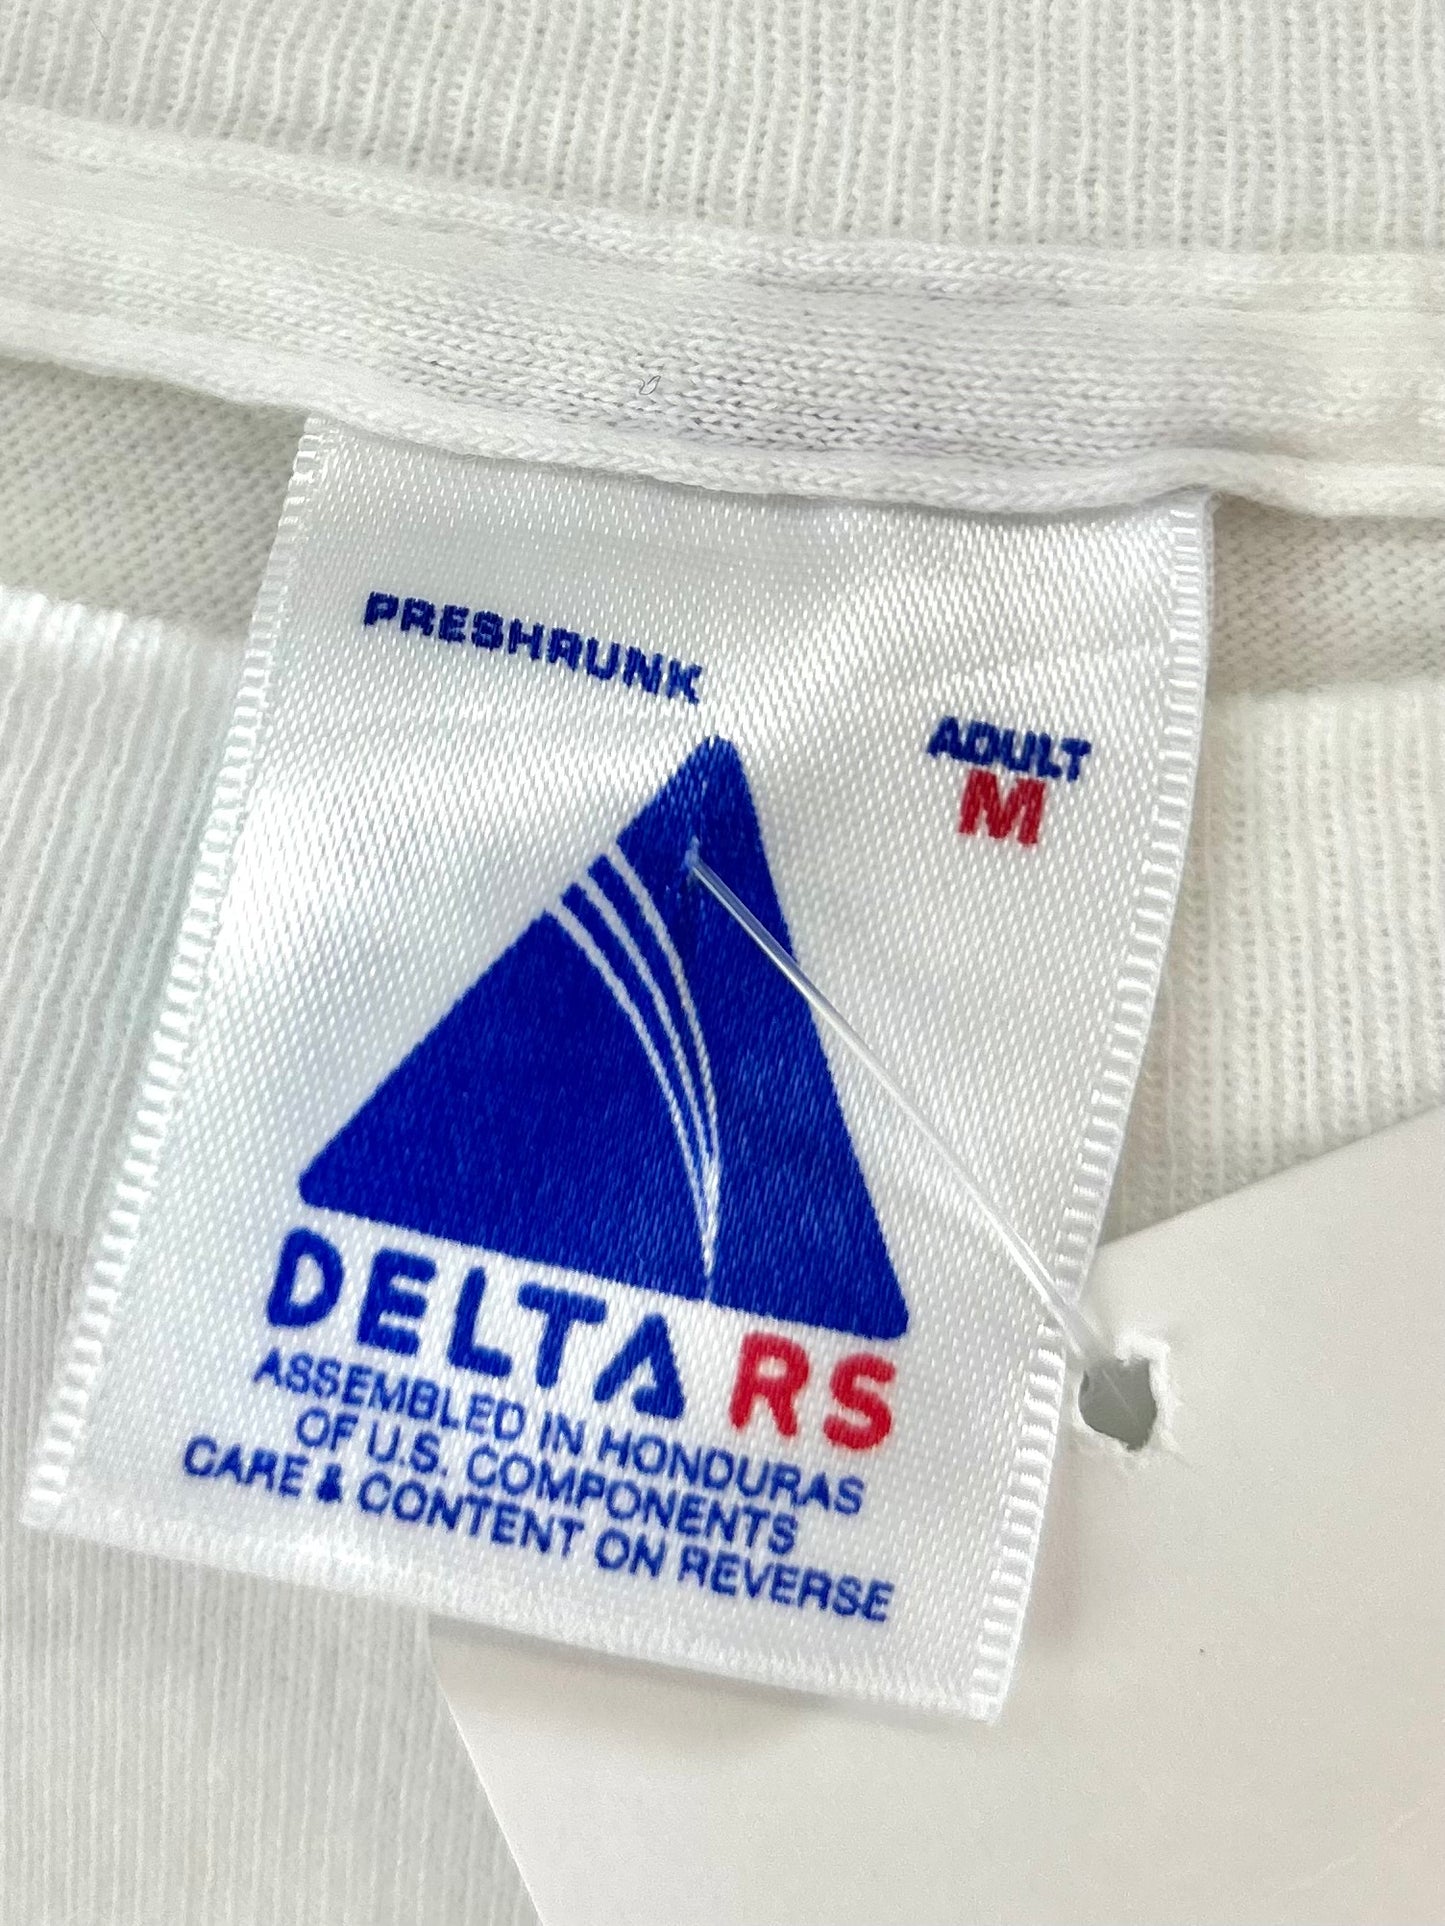 PRESHRUNK
ADULT
M
DELTA RS
ASSEMBLED IN HONDURAS
OF U.S. COMPONENTS
CARE & CONTENT ON REVERSE